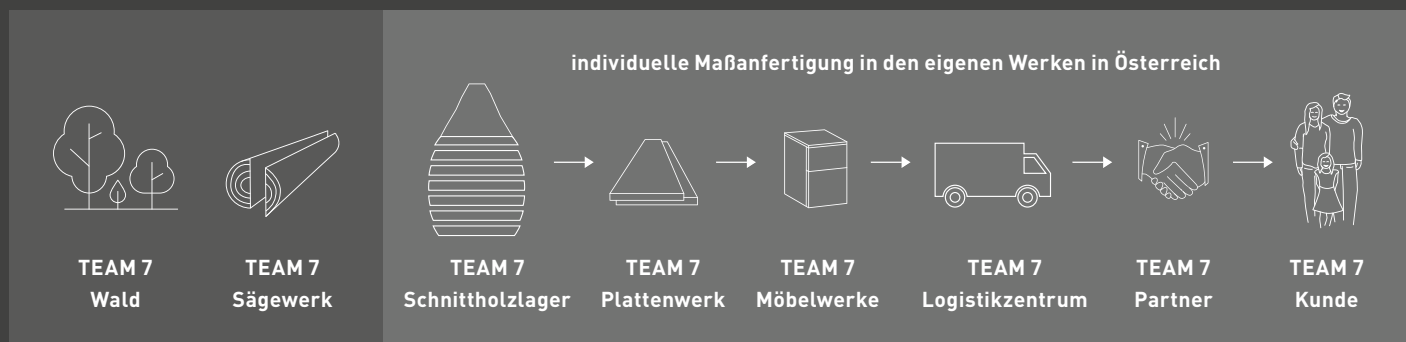 individuelle Maßanfertigung in den eigenen Werken in Österreich
TEAM 7
Wald
TEAM 7
Sägewerk
TEAM 7
Schnittholzlager
TEAM 7
Plattenwerk
TEAM 7
Möbelwerke
TEAM 7
Logistikzentrum
TEAM 7
Partner
TEAM 7
Kunde